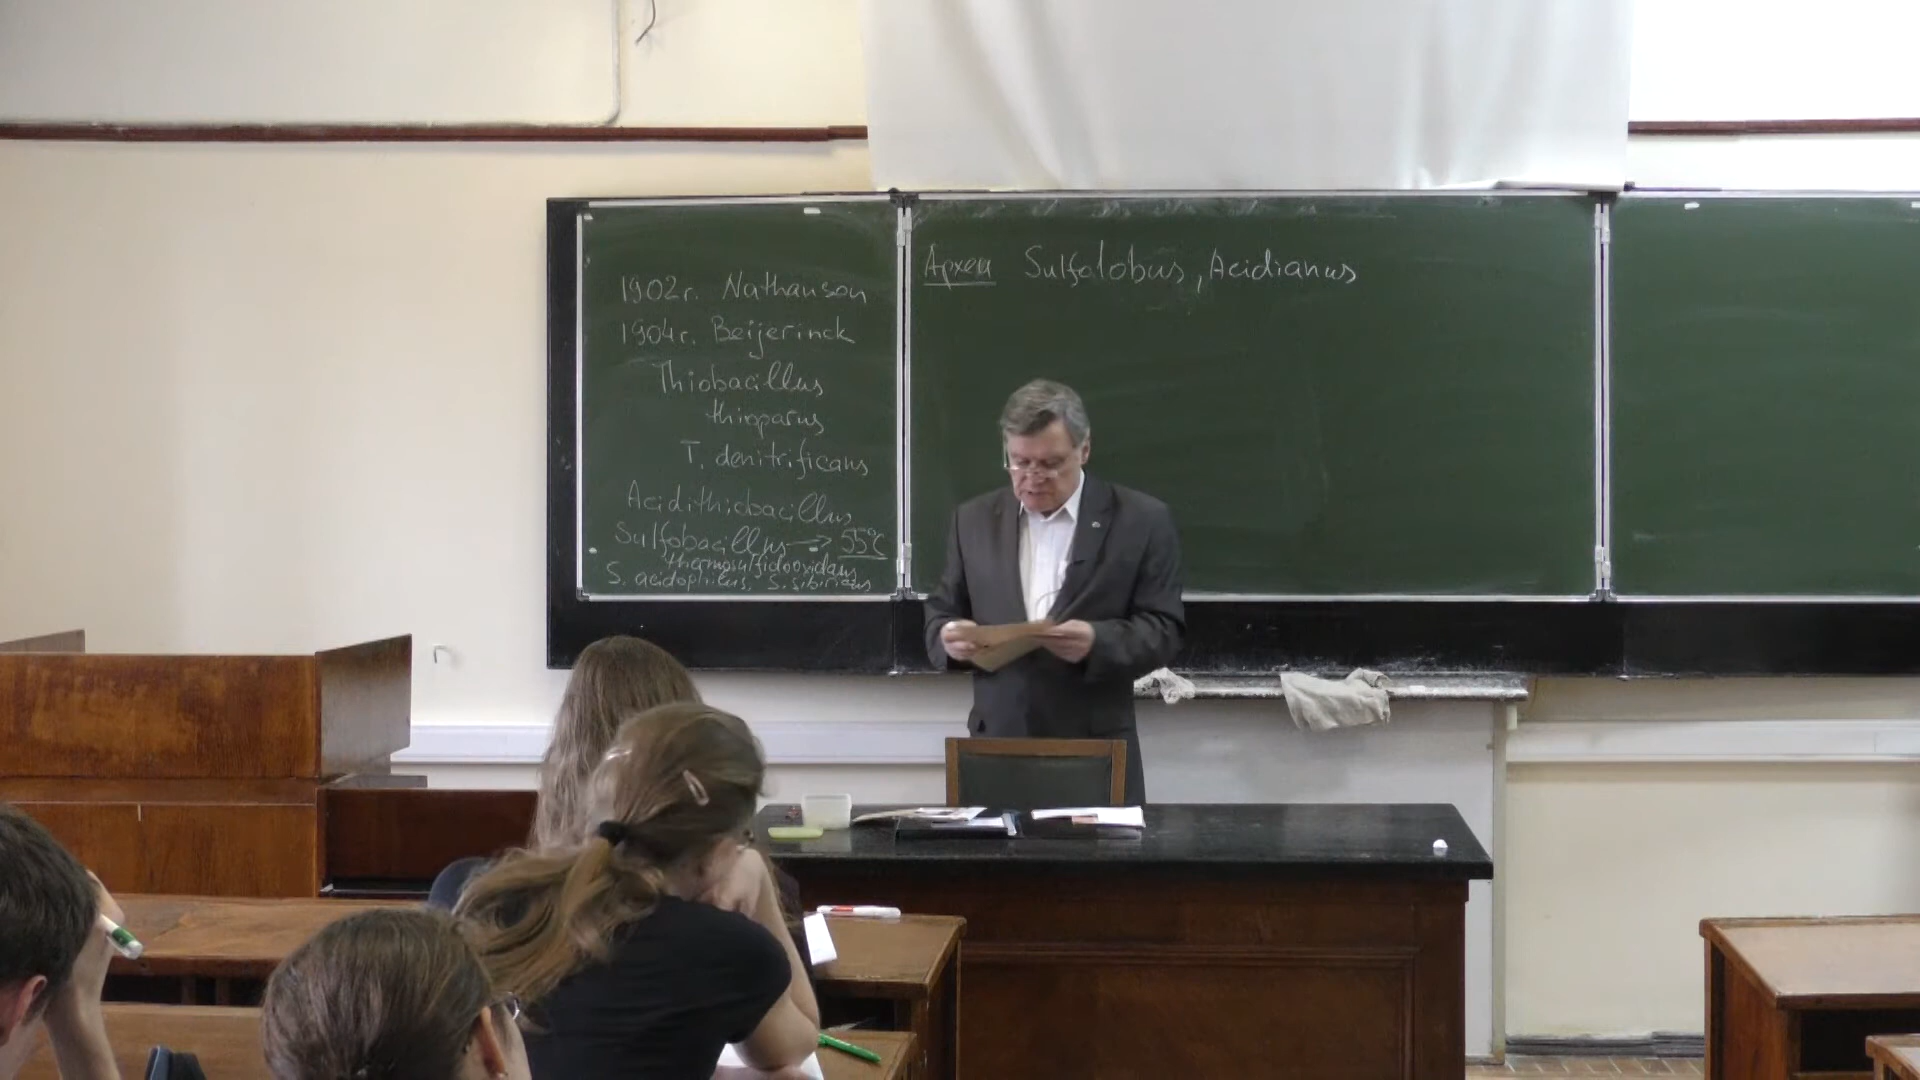 1902г. Nathanson
1904г. Beijerinck
Thiobacillus
thioparus
T. denitrificans
Acidithiobacillus
Sulfobacillus → 55°C
thermosulfidooxidans
S. acidophilus, S. sibiricus
Археи Sulfolobus, Acidianus